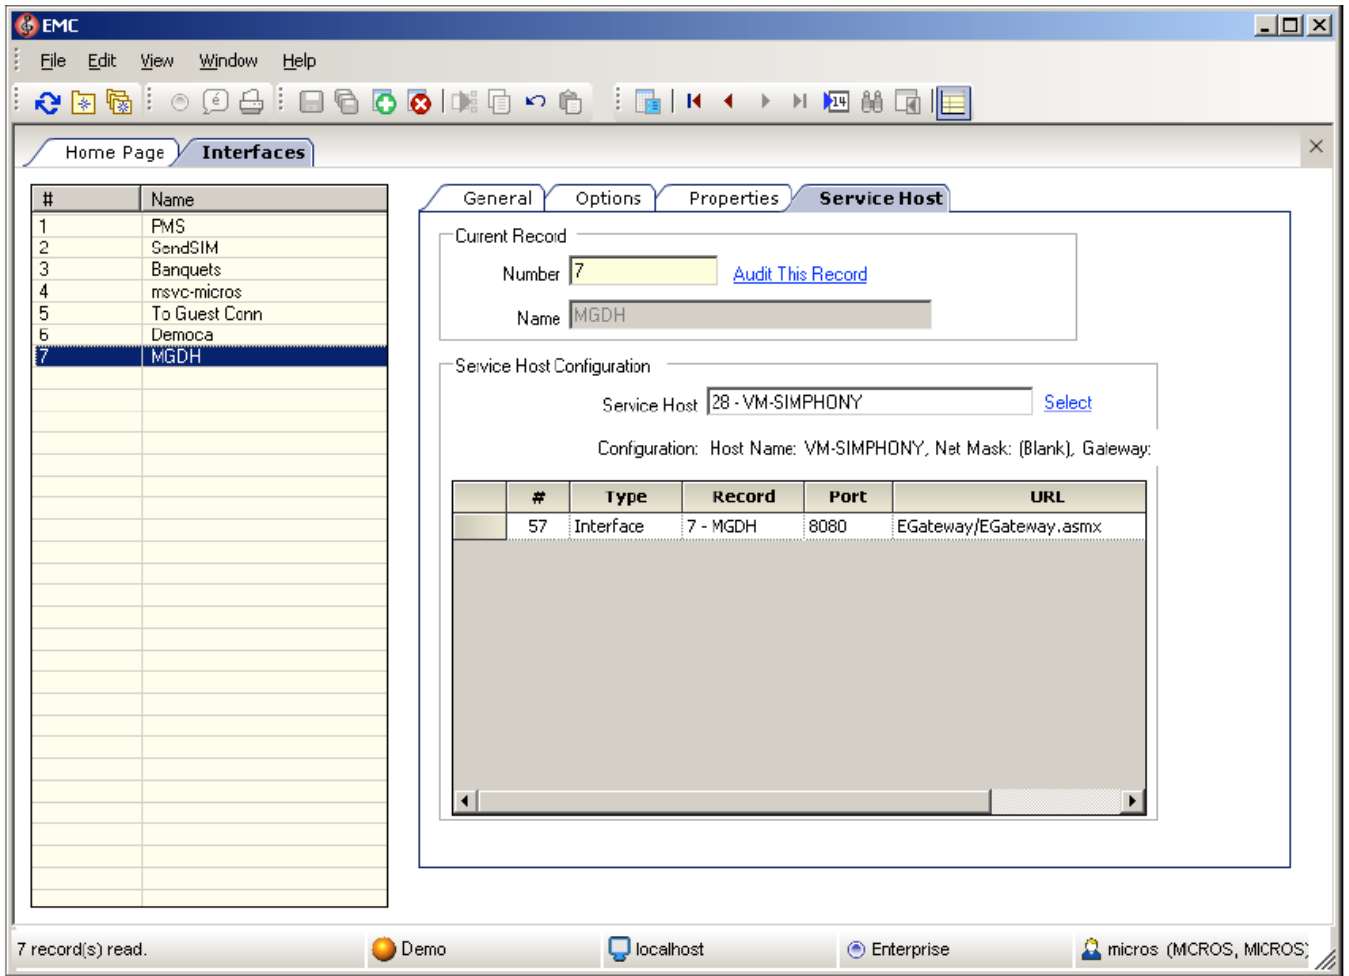 EMC
File Edit View Window Help
14
Home Page Interfaces
# Name
1 PMS
2 SendSIM
3 Banquets
4 msvc-micros
5 To Guest Conn
6 Democa
7 MGDH
General Options Properties Service Host
Current Record
Number 7 Audit This Record
Name MGDH
Service Host Configuration
Service Host 28 - VM-SIMPHONY Select
Configuration: Host Name: VM-SIMPHONY, Net Mask: (Blank), Gateway:
# Type Record Port URL
57 Interface 7 - MGDH 8080 EGateway/EGateway.asmx
7 record(s) read. Demo localhost Enterprise micros (MICROS, MICROS)